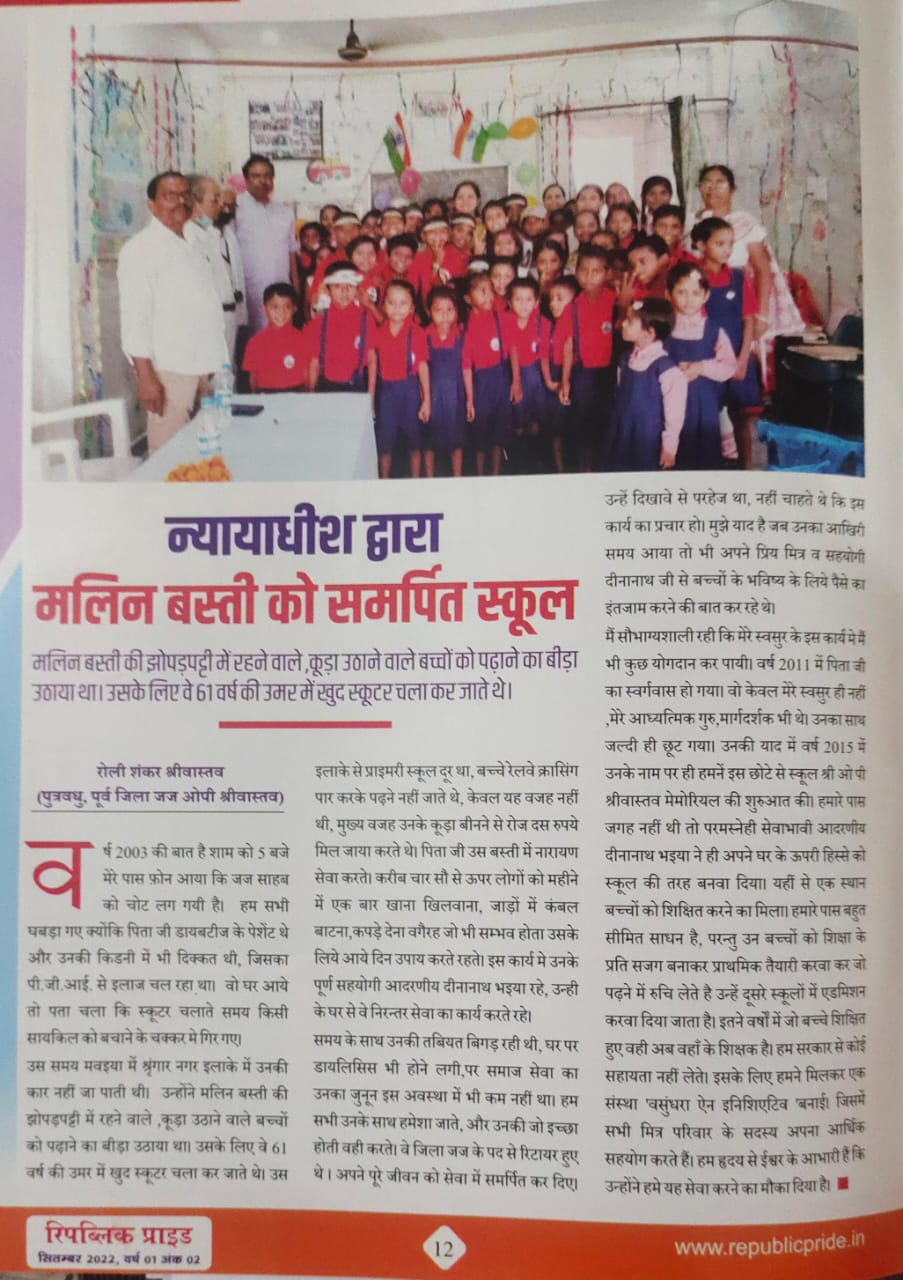 न्यायाधीश द्वारा
मलिन बस्ती को समर्पित स्कूल
मलिन बस्ती की झोपड़पट्टी में रहने वाले ,कूड़ा उठाने वाले बच्चों को पढ़ाने का बीड़ा
उठाया था। उसके लिए वे 61 वर्ष की उमर में खुद स्कूटर चला कर जाते थे।
रोली शंकर श्रीवास्तव
(पुत्रवधु, पूर्व जिला जज ओपी श्रीवास्तव)
वर्ष 2003 की बात है शाम को 5 बजे
मेरे पास फ़ोन आया कि जज साहब
को चोट लग गयी है। हम सभी
घबड़ा गए क्योंकि पिता जी डायबटीज के पेशेंट थे
और उनकी किडनी में भी दिक्कत थी, जिसका
पी.जी.आई. से इलाज चल रहा था। वो घर आये
तो पता चला कि स्कूटर चलाते समय किसी
सायकिल को बचाने के चक्कर मे गिर गए।
उस समय मवइया में श्रृंगार नगर इलाके में उनकी
कार नहीं जा पाती थी। उन्होंने मलिन बस्ती की
झोपड़पट्टी में रहने वाले ,कूड़ा उठाने वाले बच्चों
को पढ़ाने का बीड़ा उठाया था। उसके लिए वे 61
वर्ष की उमर में खुद स्कूटर चला कर जाते थे। उस
इलाके से प्राइमरी स्कूल दूर था, बच्चे रेलवे क्रासिंग
पार करके पढ़ने नहीं जाते थे, केवल यह वजह नहीं
थी, मुख्य वजह उनके कूड़ा बीनने से रोज दस रुपये
मिल जाया करते थे। पिता जी उस बस्ती में नारायण
सेवा करते। करीब चार सौ से ऊपर लोगों को महीने
में एक बार खाना खिलवाना, जाड़ों में कंबल
बाटना,कपड़े देना वगैरह जो भी सम्भव होता उसके
लिये आये दिन उपाय करते रहते। इस कार्य मे उनके
पूर्ण सहयोगी आदरणीय दीनानाथ भइया रहे, उन्ही
के घर से वे निरन्तर सेवा का कार्य करते रहे।
समय के साथ उनकी तबियत बिगड़ रही थी, घर पर
डायलिसिस भी होने लगी,पर समाज सेवा का
उनका जुनून इस अवस्था में भी कम नहीं था। हम
सभी उनके साथ हमेशा जाते, और उनकी जो इच्छा
होती वही करते। वे जिला जज के पद से रिटायर हुए
थे । अपने पूरे जीवन को सेवा में समर्पित कर दिए।
उन्हें दिखावे से परहेज था, नहीं चाहते थे कि इस
कार्य का प्रचार हो। मुझे याद है जब उनका आखिरी
समय आया तो भी अपने प्रिय मित्र व सहयोगी
दीनानाथ जी से बच्चों के भविष्य के लिये पैसे का
इंतजाम करने की बात कर रहे थे।
मैं सौभाग्यशाली रही कि मेरे स्वसुर के इस कार्य मे मैं
भी कुछ योगदान कर पायी। वर्ष 2011 में पिता जी
का स्वर्गवास हो गया। वो केवल मेरे स्वसुर ही नहीं
,मेरे आध्यत्मिक गुरु,मार्गदर्शक भी थे। उनका साथ
जल्दी ही छूट गया। उनकी याद में वर्ष 2015 में
उनके नाम पर ही हमनें इस छोटे से स्कूल श्री ओ पी
श्रीवास्तव मेमोरियल की शुरुआत की। हमारे पास
जगह नहीं थी तो परमस्नेही सेवाभावी आदरणीय
दीनानाथ भइया ने ही अपने घर के ऊपरी हिस्से को
स्कूल की तरह बनवा दिया। यहीं से एक स्थान
बच्चों को शिक्षित करने का मिला। हमारे पास बहुत
सीमित साधन है, परन्तु उन बच्चों को शिक्षा के
प्रति सजग बनाकर प्राथमिक तैयारी करवा कर जो
पढ़ने में रुचि लेते है उन्हें दूसरे स्कूलों में एडमिशन
करवा दिया जाता है। इतने वर्षों में जो बच्चे शिक्षित
हुए वही अब वहाँ के शिक्षक है। हम सरकार से कोई
सहायता नहीं लेते। इसके लिए हमने मिलकर एक
संस्था 'वसुंधरा ऐन इनिशिएटिव 'बनाई। जिसमें
सभी मित्र परिवार के सदस्य अपना आर्थिक
सहयोग करते हैं। हम हृदय से ईश्वर के आभारी हैं कि
उन्होंने हमे यह सेवा करने का मौका दिया है।
रिपब्लिक प्राइड
सितम्बर 2022, वर्ष 01 अंक 02
12
www.republicpride.in